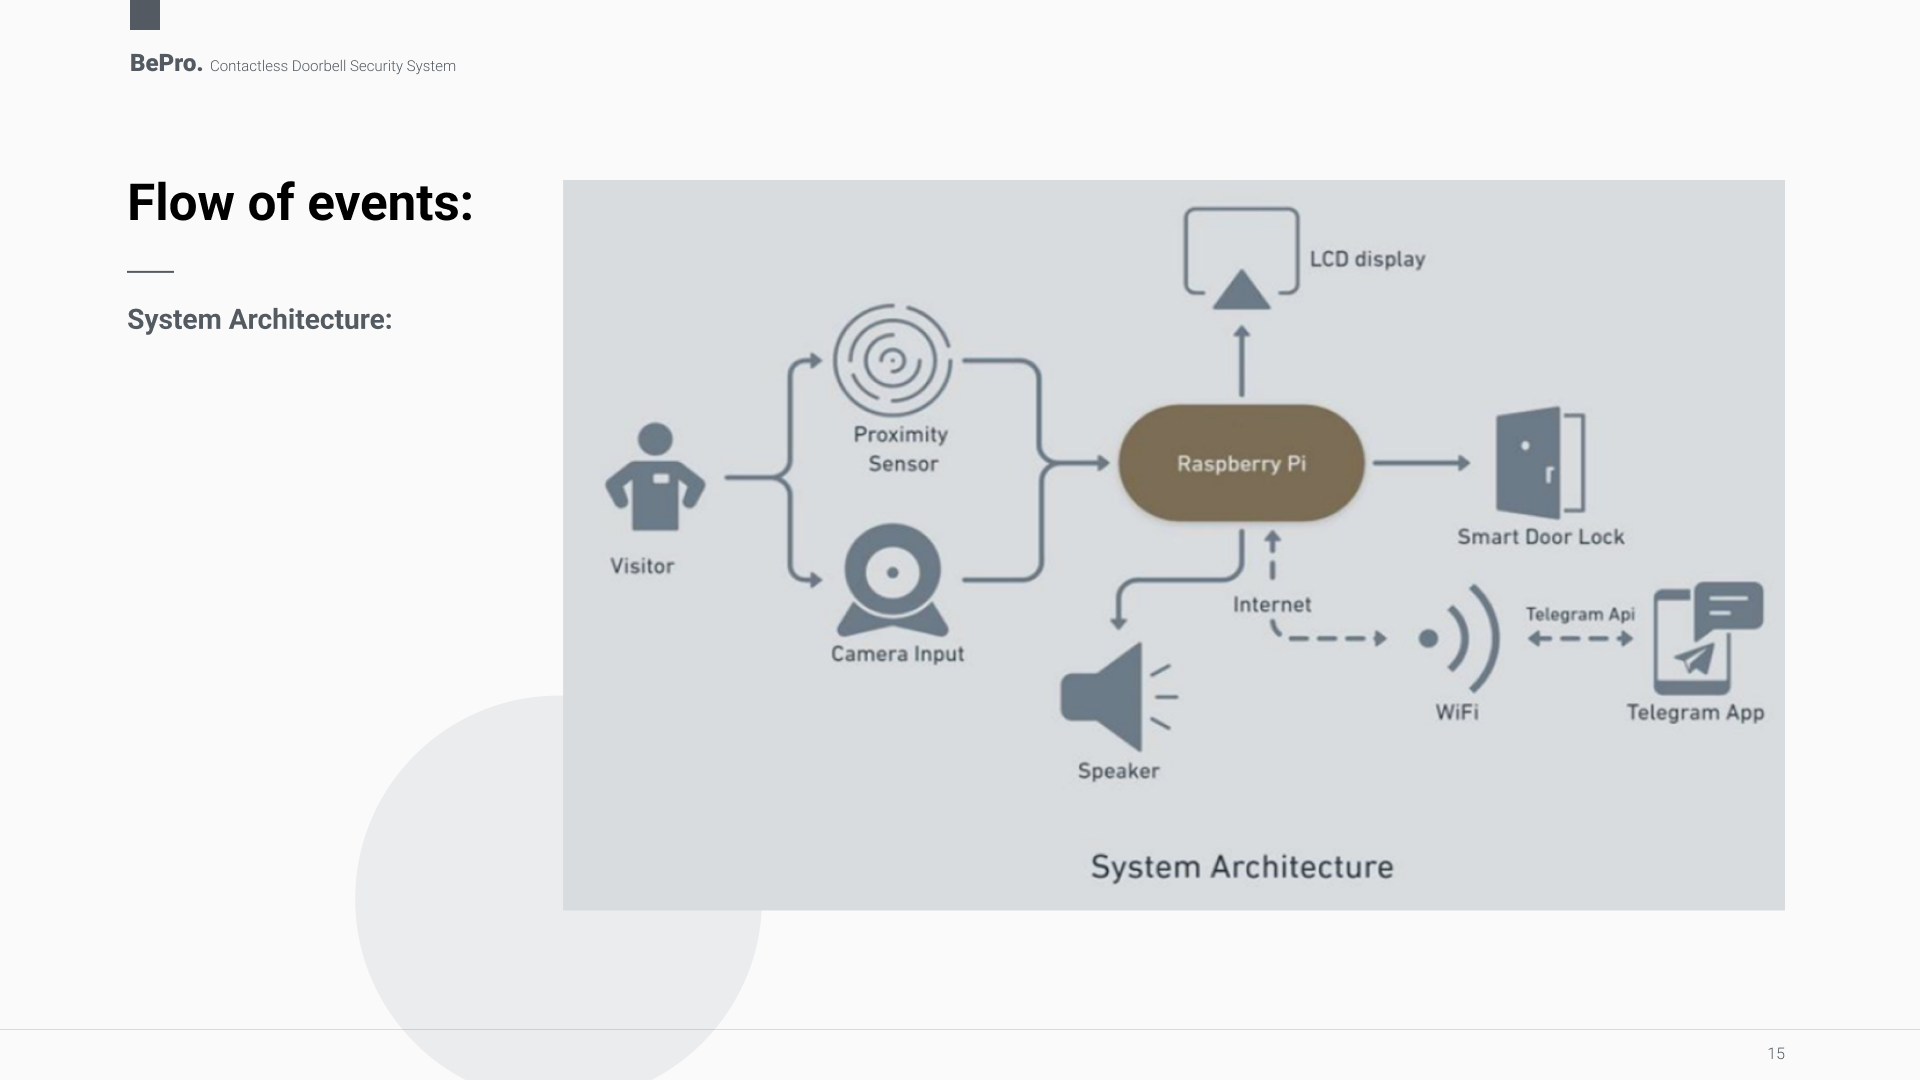 BePro. Contactless Doorbell Security System
Flow of events:
System Architecture:
LCD display
Proximity
Sensor
Raspberry Pi
Visitor
Smart Door Lock
Camera Input
Internet
Telegram Api
WiFi
Telegram App
Speaker
System Architecture
15